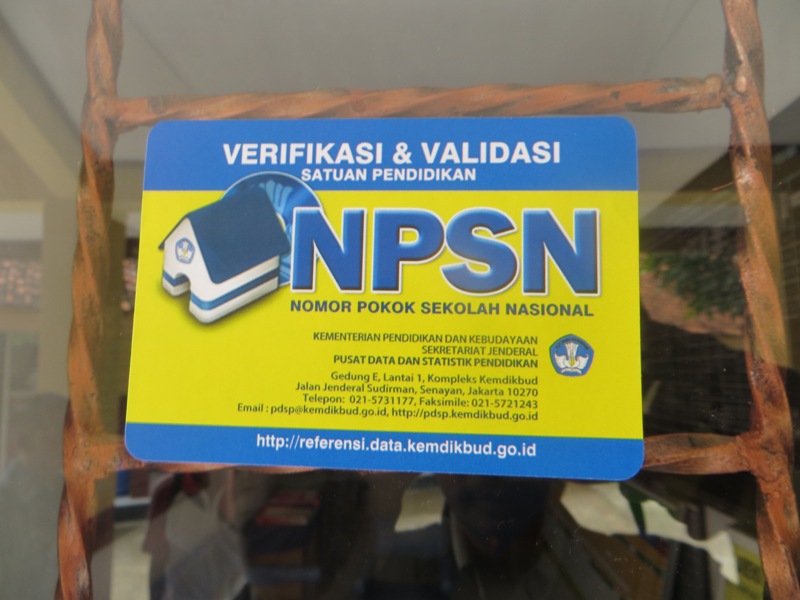 VERIFIKASI & VALIDASI
SATUAN PENDIDIKAN
NPSN
NOMOR POKOK SEKOLAH NASIONAL
KEMENTERIAN PENDIDIKAN DAN KEBUDAYAAN
SEKRETARIAT JENDERAL
PUSAT DATA DAN STATISTIK PENDIDIKAN
Gedung E, Lantai 1, Kompleks Kemdikbud
Jalan Jenderal Sudirman, Senayan, Jakarta 10270
Telepon: 021-5731177, Faksimile: 021-5721243
Email : pdsp@kemdikbud.go.id, http://pdsp.kemdikbud.go.id
http://referensi.data.kemdikbud.go.id